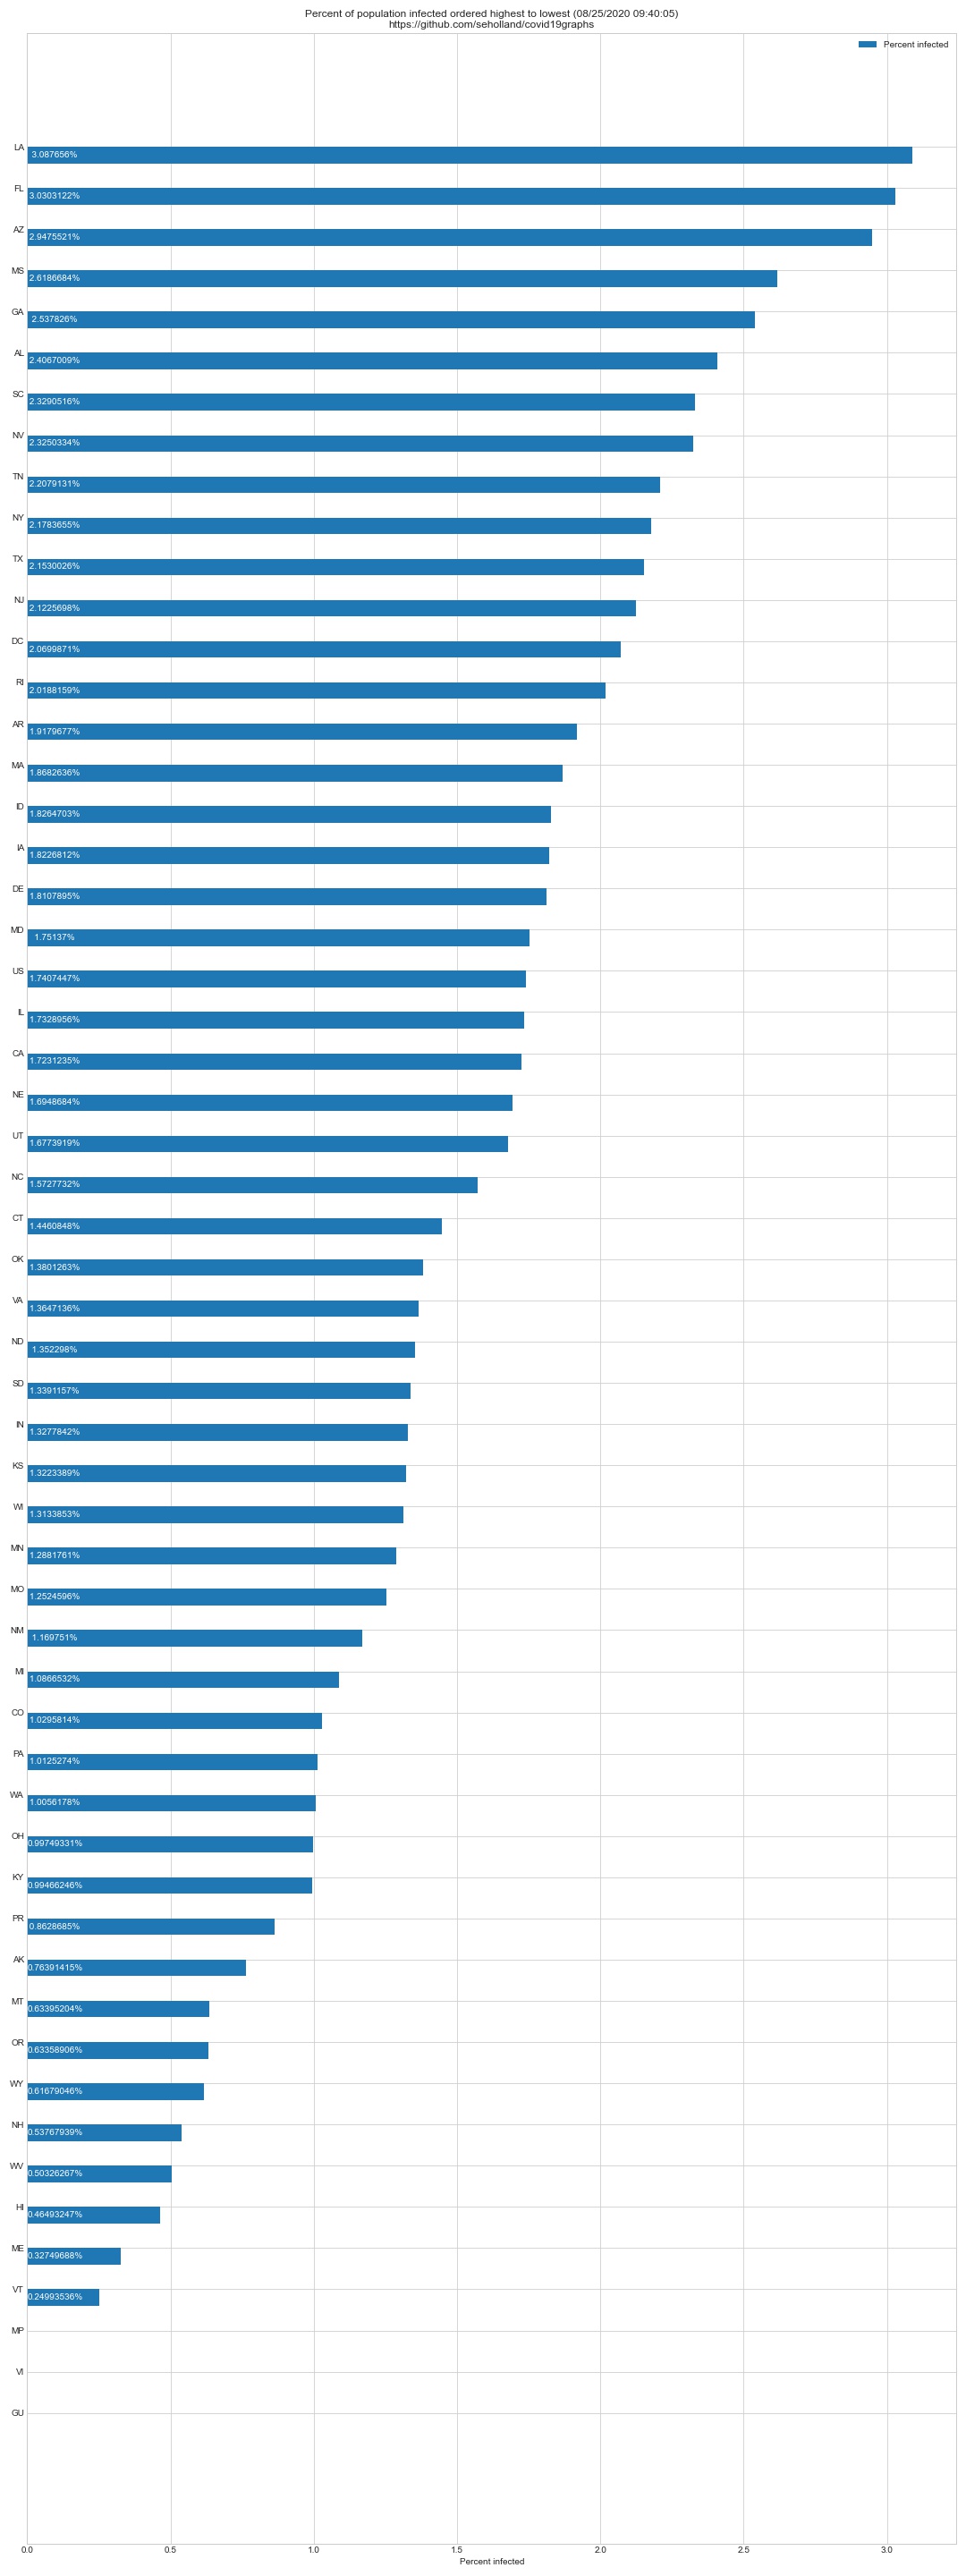 Percent of population infected ordered highest to lowest (08/25/2020 09:40:05)
https://github.com/seholland/covid19graphs
Percent infected
LA 3.087656%
FL 3.0303122%
AZ 2.9475521%
MS 2.6186684%
GA 2.537826%
AL 2.4067009%
SC 2.3290516%
NV 2.3250334%
TN 2.2079131%
NY 2.1783655%
TX 2.1530026%
NJ 2.1225698%
DC 2.0699871%
RI 2.0188159%
AR 1.9179677%
MA 1.8682636%
ID 1.8264703%
IA 1.8226812%
DE 1.8107895%
MD 1.75137%
US 1.7407447%
IL 1.7328956%
CA 1.7231235%
NE 1.6948684%
UT 1.6773919%
NC 1.5727732%
CT 1.4460848%
OK 1.3801263%
VA 1.3647136%
ND 1.352298%
SD 1.3391157%
IN 1.3277842%
KS 1.3223389%
WI 1.3133853%
MN 1.2881761%
MO 1.2524596%
NM 1.169751%
MI 1.0866532%
CO 1.0295814%
PA 1.0125274%
WA 1.0056178%
OH 0.99749331%
KY 0.99466246%
PR 0.8628685%
AK 0.76391415%
MT 0.63395204%
OR 0.63358906%
WY 0.61679046%
NH 0.53767939%
WV 0.50326267%
HI 0.46493247%
ME 0.32749688%
VT 0.24993536%
MP
VI
GU
0.0 0.5 1.0 1.5 2.0 2.5 3.0
Percent infected